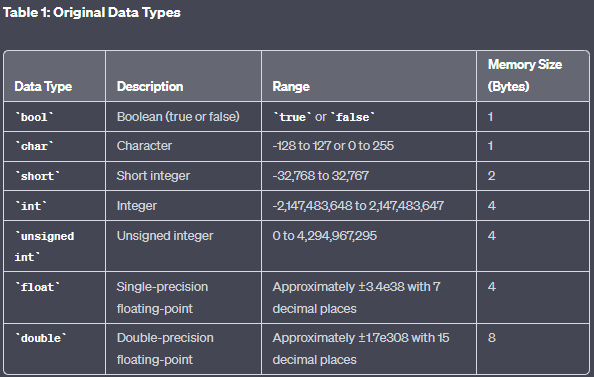 Table 1: Original Data Types
Memory Size
Data Type Description Range (Bytes)
`bool` Boolean (true or false) `true` or `false` 1
`char` Character -128 to 127 or 0 to 255 1
`short` Short integer -32,768 to 32,767 2
`int` Integer -2,147,483,648 to 2,147,483,647 4
`unsigned Unsigned integer 0 to 4,294,967,295 4
int`
`float` Single-precision Approximately ±3.4e38 with 7 4
floating-point decimal places
`double` Double-precision Approximately ±1.7e308 with 15 8
floating-point decimal places